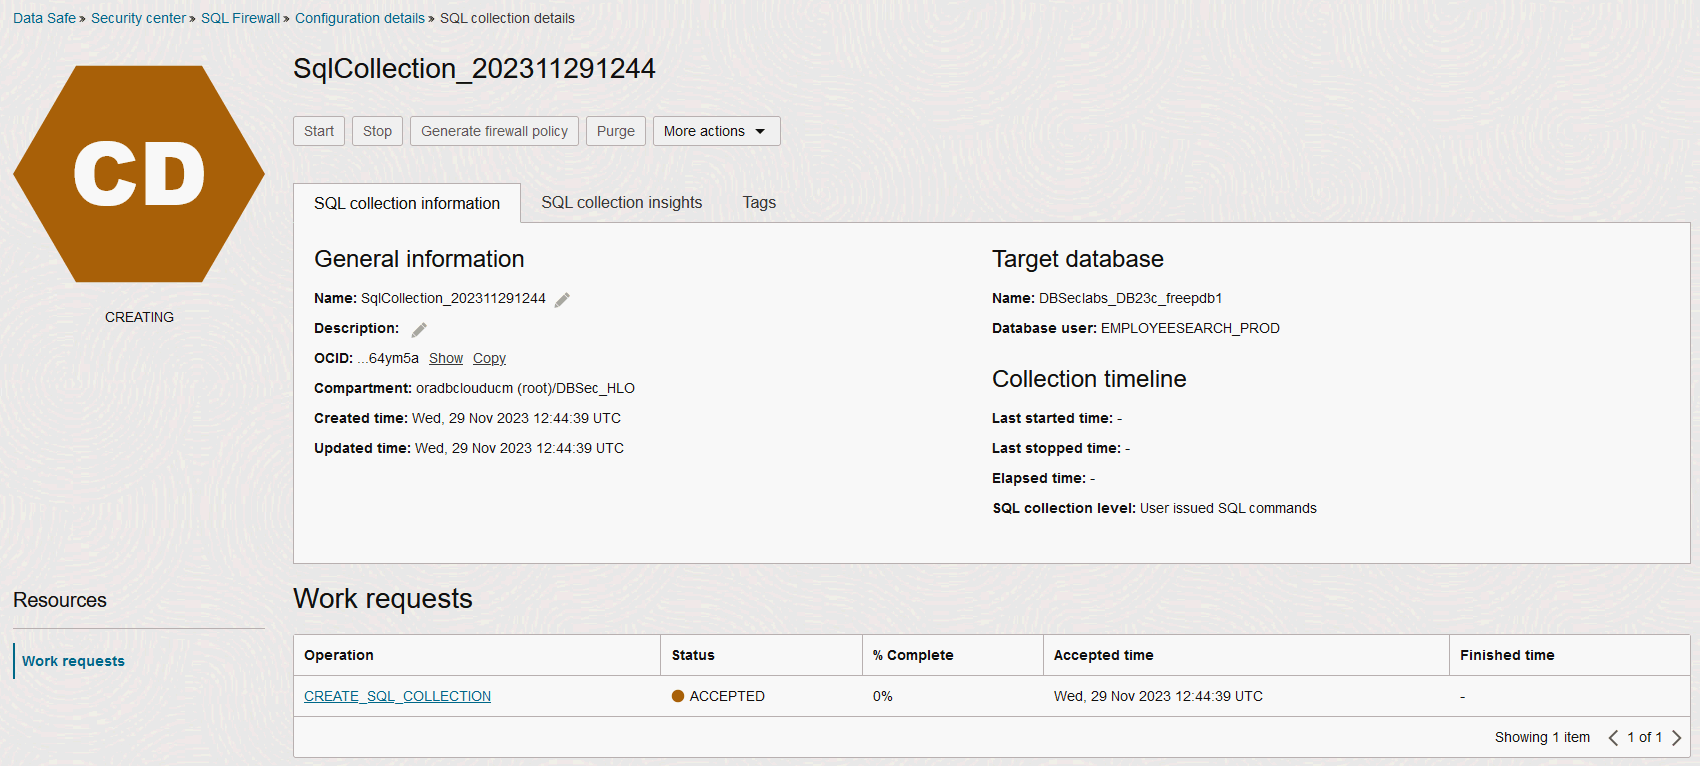 Data Safe » Security center » SQL Firewall » Configuration details » SQL collection details
CD
CREATING
SqlCollection_202311291244
Start Stop Generate firewall policy Purge More actions
SQL collection information SQL collection insights Tags
General information
Name: SqlCollection_202311291244
Description:
OCID: ...64ym5a Show Copy
Compartment: oradbclouducm (root)/DBSec_HLO
Created time: Wed, 29 Nov 2023 12:44:39 UTC
Updated time: Wed, 29 Nov 2023 12:44:39 UTC
Target database
Name: DBSeclabs_DB23c_freepdb1
Database user: EMPLOYEESEARCH_PROD
Collection timeline
Last started time: -
Last stopped time: -
Elapsed time: -
SQL collection level: User issued SQL commands
Resources
Work requests
Work requests
Operation Status % Complete Accepted time Finished time
CREATE_SQL_COLLECTION ACCEPTED 0% Wed, 29 Nov 2023 12:44:39 UTC -
Showing 1 item 1 of 1